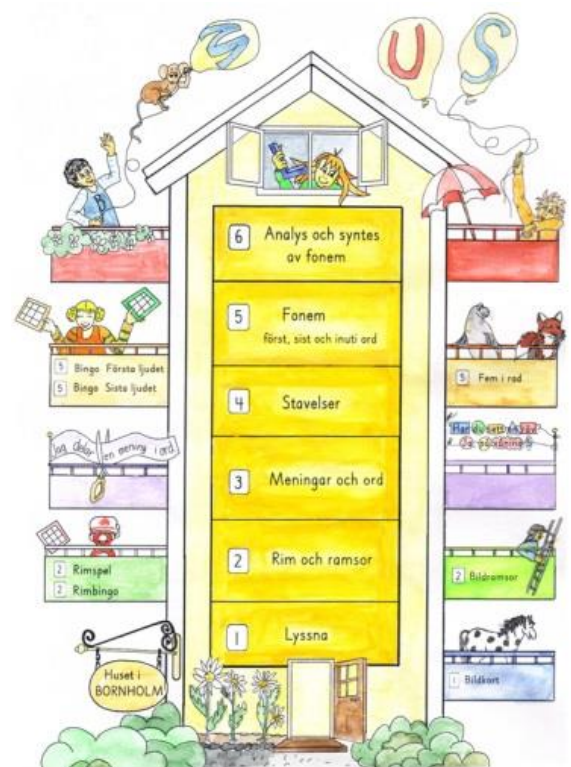 M
U S
6 Analys och syntes
av fonem
5 Fonem
först, sist och inuti ord
5 Bingo Första ljudet
5 Bingo Sista ljudet
5 Fem i rad
4 Stavelser
Jag delar en mening i ord
3 Meningar och ord
2 Rim och ramsor
2 Rimspel
2 Rimbingo
2 Bildramsor
1 Lyssna
Huset i
BORNHOLM
1 Bildkort